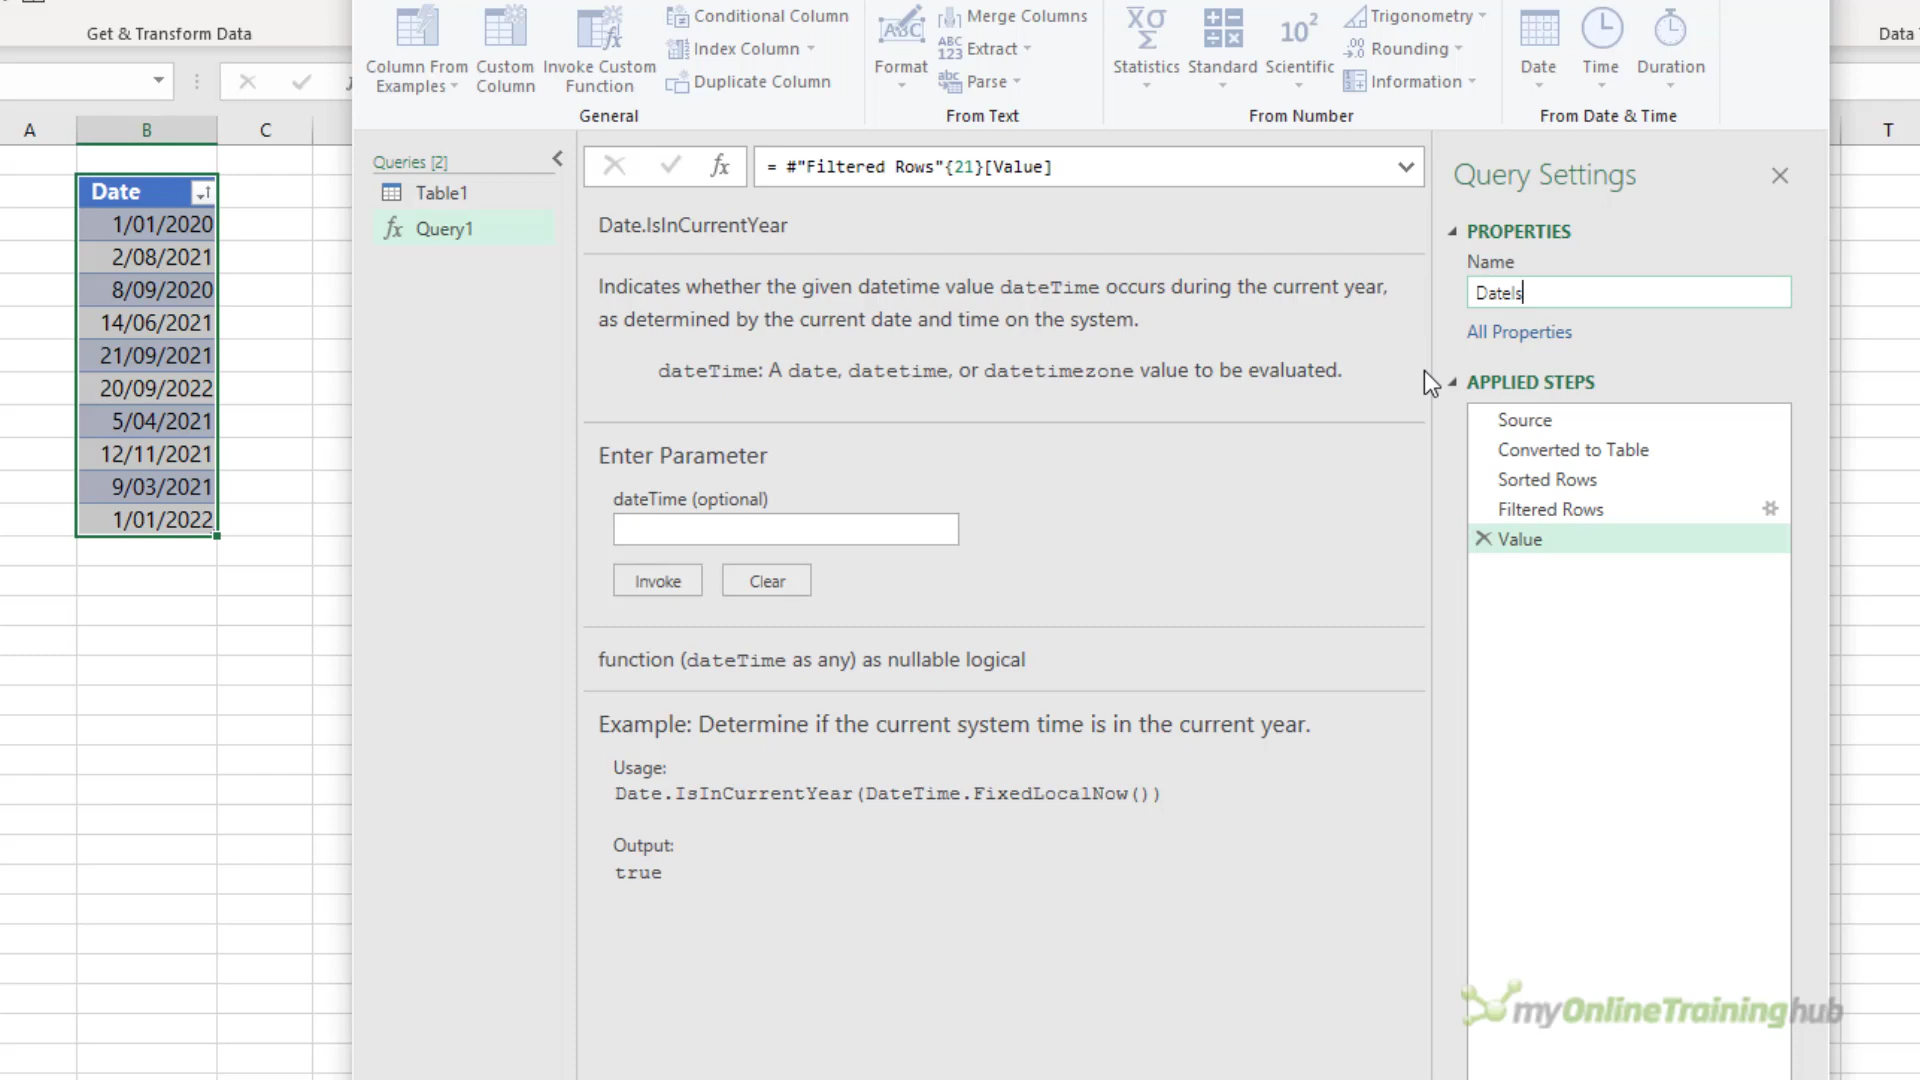 Get & Transform Data
Column From Examples
Custom Column
Invoke Custom Function
Conditional Column
Index Column
Duplicate Column
General
Format
Merge Columns
Extract
Parse
From Text
Statistics
Standard
Scientific
Trigonometry
Rounding
Information
From Number
Date
Time
Duration
From Date & Time
Data
A
B
C
T
Date
1/01/2020
2/08/2021
8/09/2020
14/06/2021
21/09/2021
20/09/2022
5/04/2021
12/11/2021
9/03/2021
1/01/2022
Queries [2]
Table1
fx Query1
fx
= #"Filtered Rows"{21}[Value]
Date.IsInCurrentYear
Indicates whether the given datetime value dateTime occurs during the current year,
as determined by the current date and time on the system.
dateTime: A date, datetime, or datetimezone value to be evaluated.
Enter Parameter
dateTime (optional)
Invoke
Clear
function (dateTime as any) as nullable logical
Example: Determine if the current system time is in the current year.
Usage:
Date.IsInCurrentYear(DateTime.FixedLocalNow())
Output:
true
Query Settings
PROPERTIES
Name
DateIs
All Properties
APPLIED STEPS
Source
Converted to Table
Sorted Rows
Filtered Rows
Value
myOnlineTraininghub